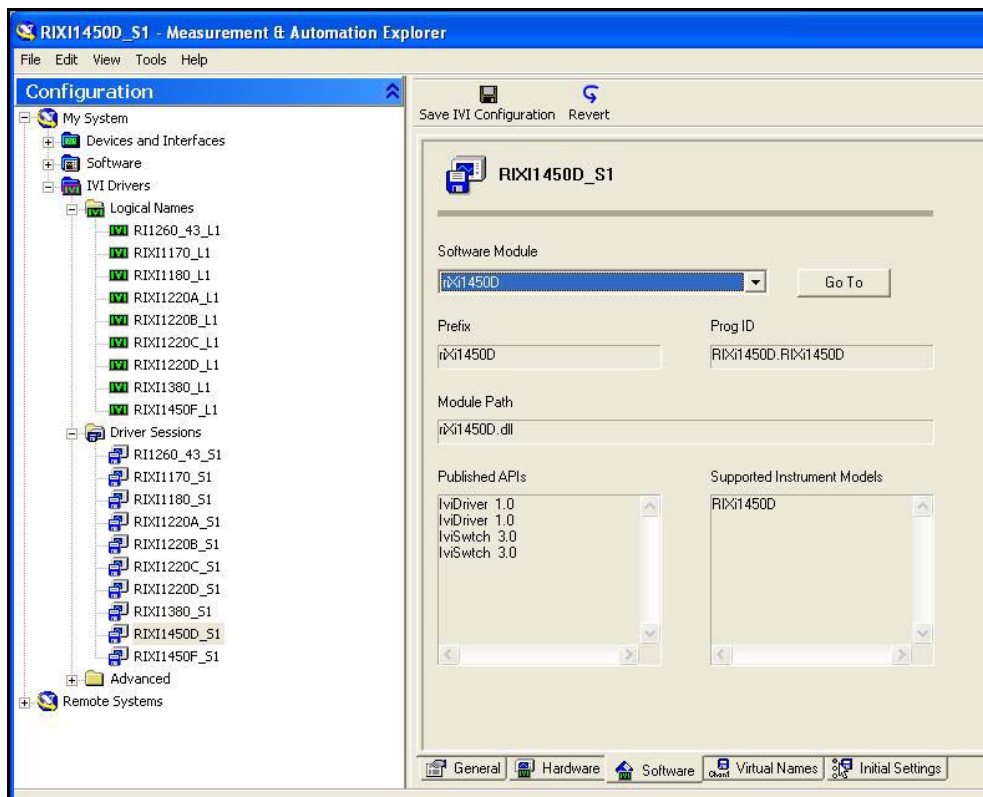 RIXI1450D_S1 - Measurement & Automation Explorer
File Edit View Tools Help
Configuration
My System
Devices and Interfaces
Software
IVI Drivers
Logical Names
RI1260_43_L1
RIXI1170_L1
RIXI1180_L1
RIXI1220A_L1
RIXI1220B_L1
RIXI1220C_L1
RIXI1220D_L1
RIXI1380_L1
RIXI1450F_L1
Driver Sessions
RI1260_43_S1
RIXI1170_S1
RIXI1180_S1
RIXI1220A_S1
RIXI1220B_S1
RIXI1220C_S1
RIXI1220D_S1
RIXI1380_S1
RIXI1450D_S1
RIXI1450F_S1
Advanced
Remote Systems
Save IVI Configuration Revert
RIXI1450D_S1
Software Module
riXi1450D
Go To
Prefix
riXi1450D
Prog ID
RIXi1450D.RIXi1450D
Module Path
riXi1450D.dll
Published APIs
IviDriver 1.0
IviDriver 1.0
IviSwtch 3.0
IviSwtch 3.0
Supported Instrument Models
RIXi1450D
General Hardware Software Virtual Names Initial Settings